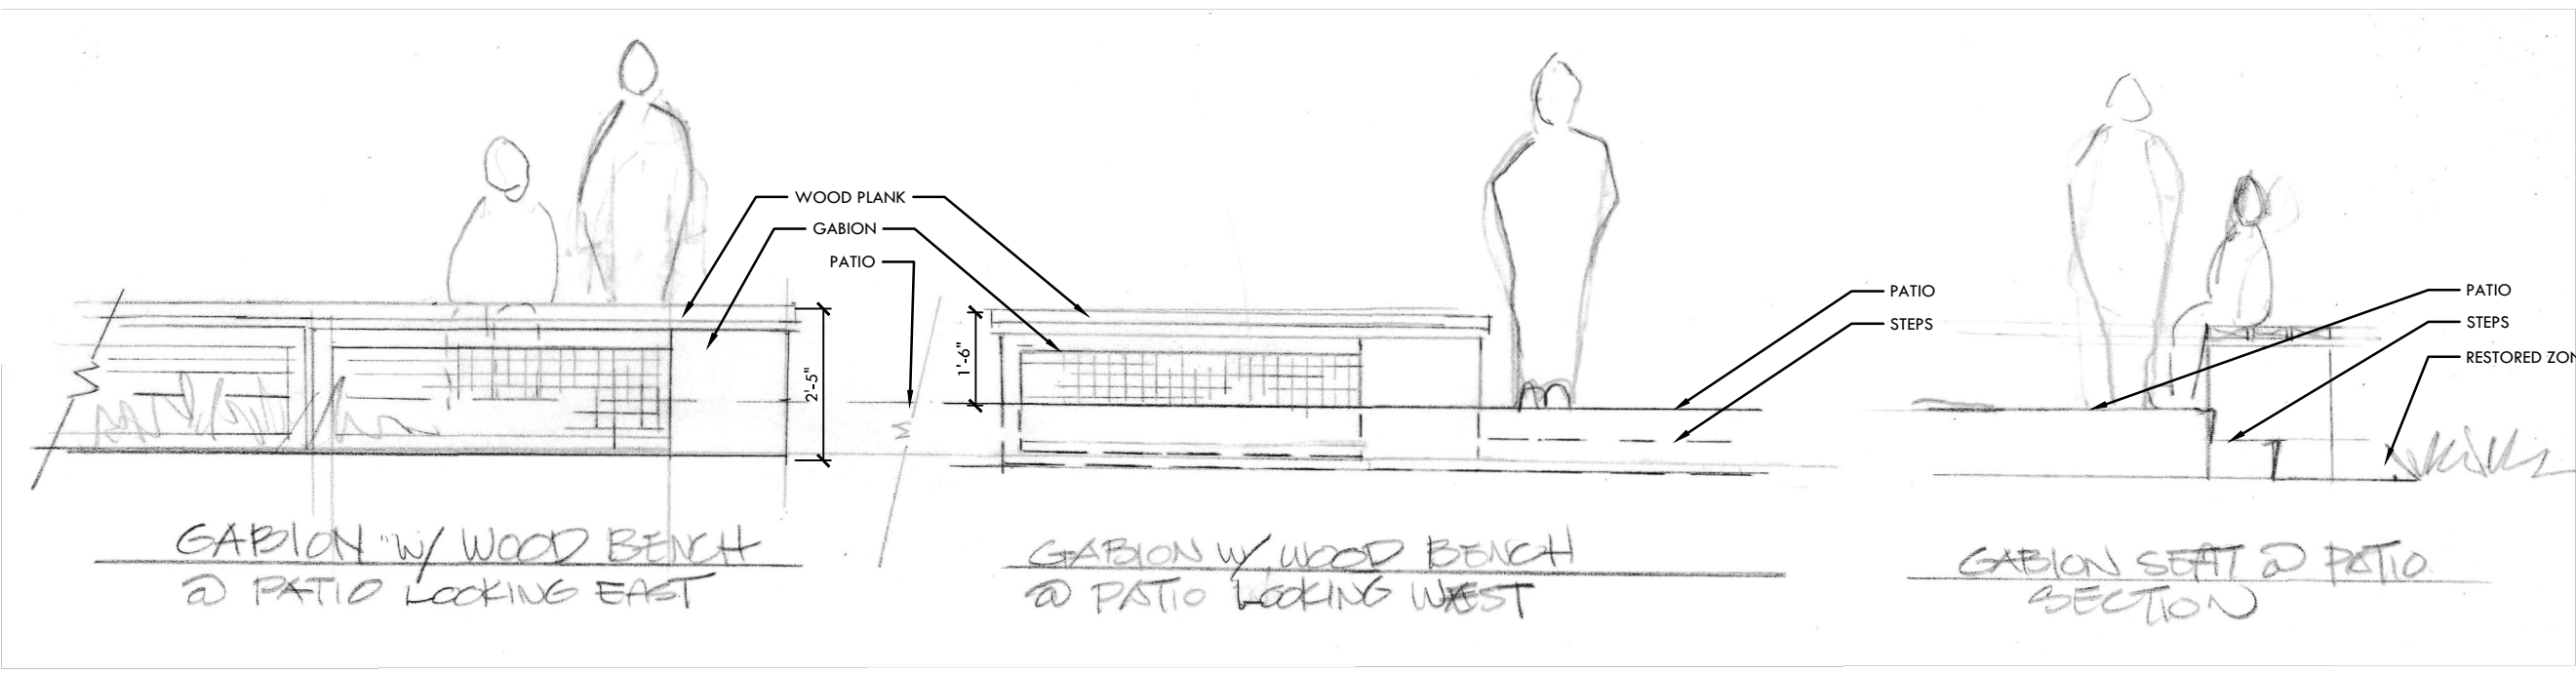 WOOD PLANK
GABION
PATIO
2'-5"
1'-6"
PATIO
STEPS
PATIO
STEPS
RESTORED ZON
GABION W/ WOOD BENCH
@ PATIO LOOKING EAST
GABION W/ WOOD BENCH
@ PATIO LOOKING WEST
GABION SEAT @ PATIO
SECTION